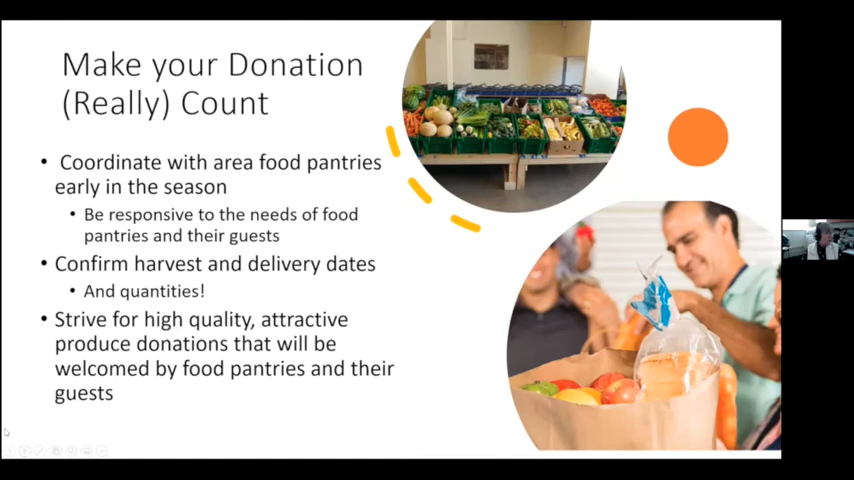 Make your Donation
(Really) Count
• Coordinate with area food pantries
early in the season
• Be responsive to the needs of food
pantries and their guests
• Confirm harvest and delivery dates
• And quantities!
• Strive for high quality, attractive
produce donations that will be
welcomed by food pantries and their
guests